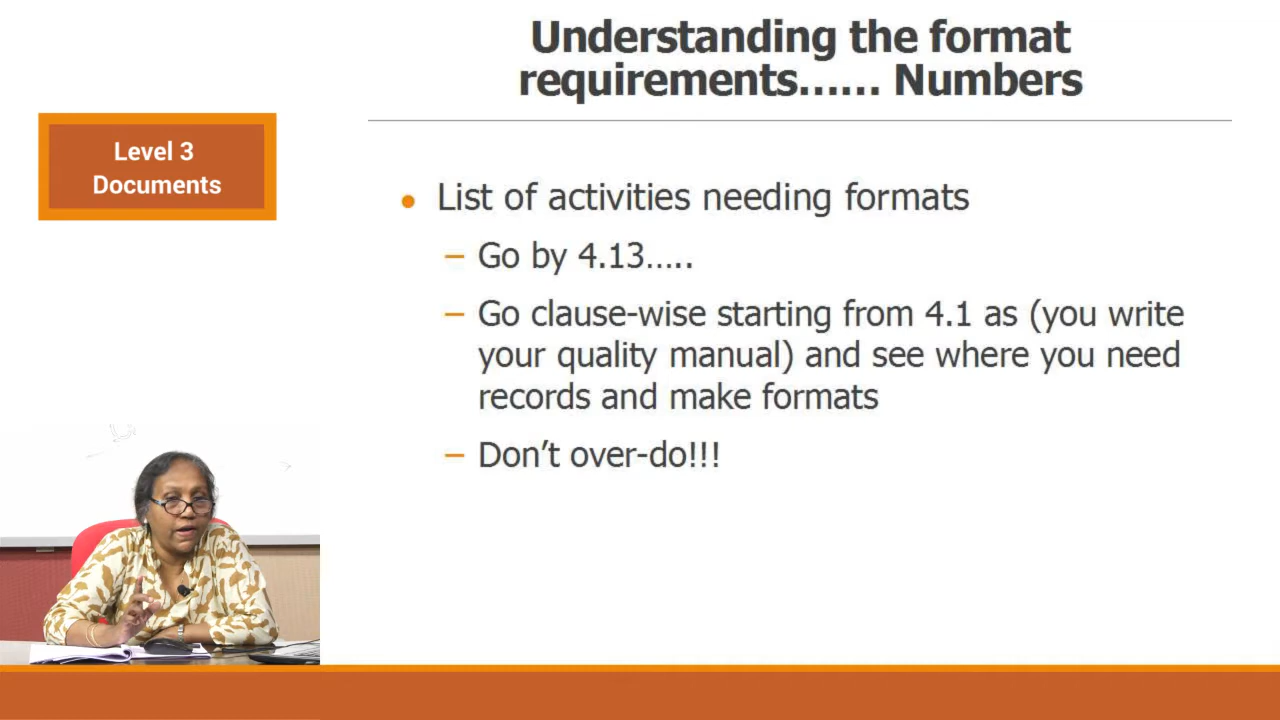 Understanding the format
requirements...... Numbers
Level 3
Documents
• List of activities needing formats
– Go by 4.13.....
– Go clause-wise starting from 4.1 as (you write
your quality manual) and see where you need
records and make formats
– Don’t over-do!!!